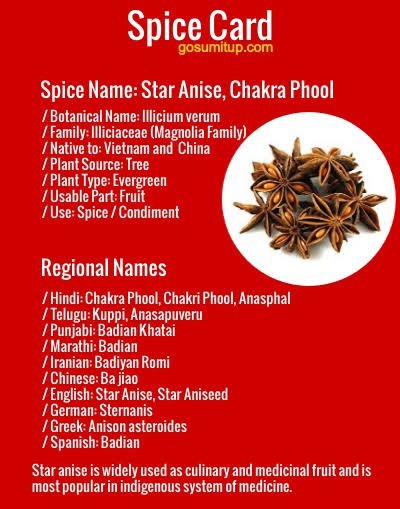 Spice Card
gosumitup.com
Spice Name: Star Anise, Chakra Phool
/ Botanical Name: Illicium verum
/ Family: Illiciaceae (Magnolia Family)
/ Native to: Vietnam and China
/ Plant Source: Tree
/ Plant Type: Evergreen
/ Usable Part: Fruit
/ Use: Spice / Condiment
Regional Names
/ Hindi: Chakra Phool, Chakri Phool, Anasphal
/ Telugu: Kuppi, Anasapuveru
/ Punjabi: Badian Khatai
/ Marathi: Badian
/ Iranian: Badiyan Romi
/ Chinese: Ba jiao
/ English: Star Anise, Star Aniseed
/ German: Sternanis
/ Greek: Anison asteroides
/ Spanish: Badian
Star anise is widely used as culinary and medicinal fruit and is
most popular in indigenous system of medicine.